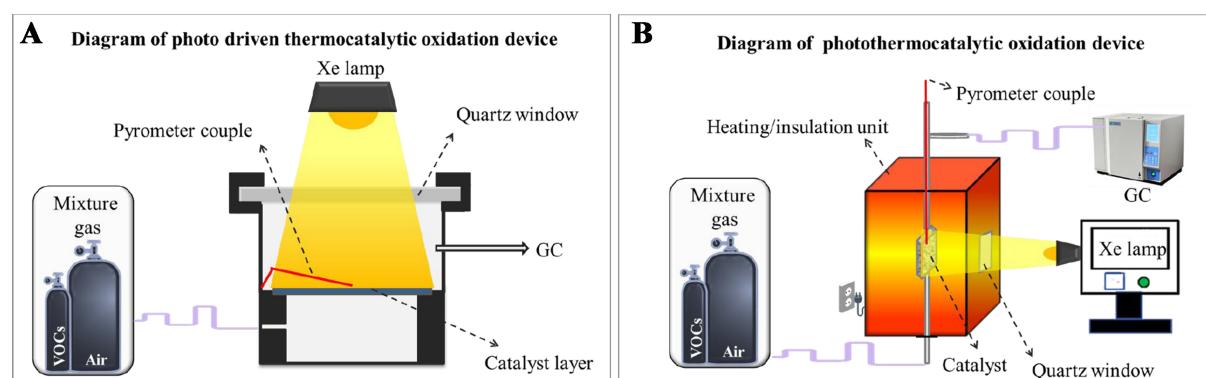 A
Diagram of photo driven thermocatalytic oxidation device
Xe lamp
Pyrometer couple
Quartz window
Mixture
gas
GC
VOCs
Air
Catalyst layer
B
Diagram of photothermocatalytic oxidation device
Pyrometer couple
Heating/insulation unit
Mixture
gas
GC
Xe lamp
VOCs
Air
Catalyst
Quartz window